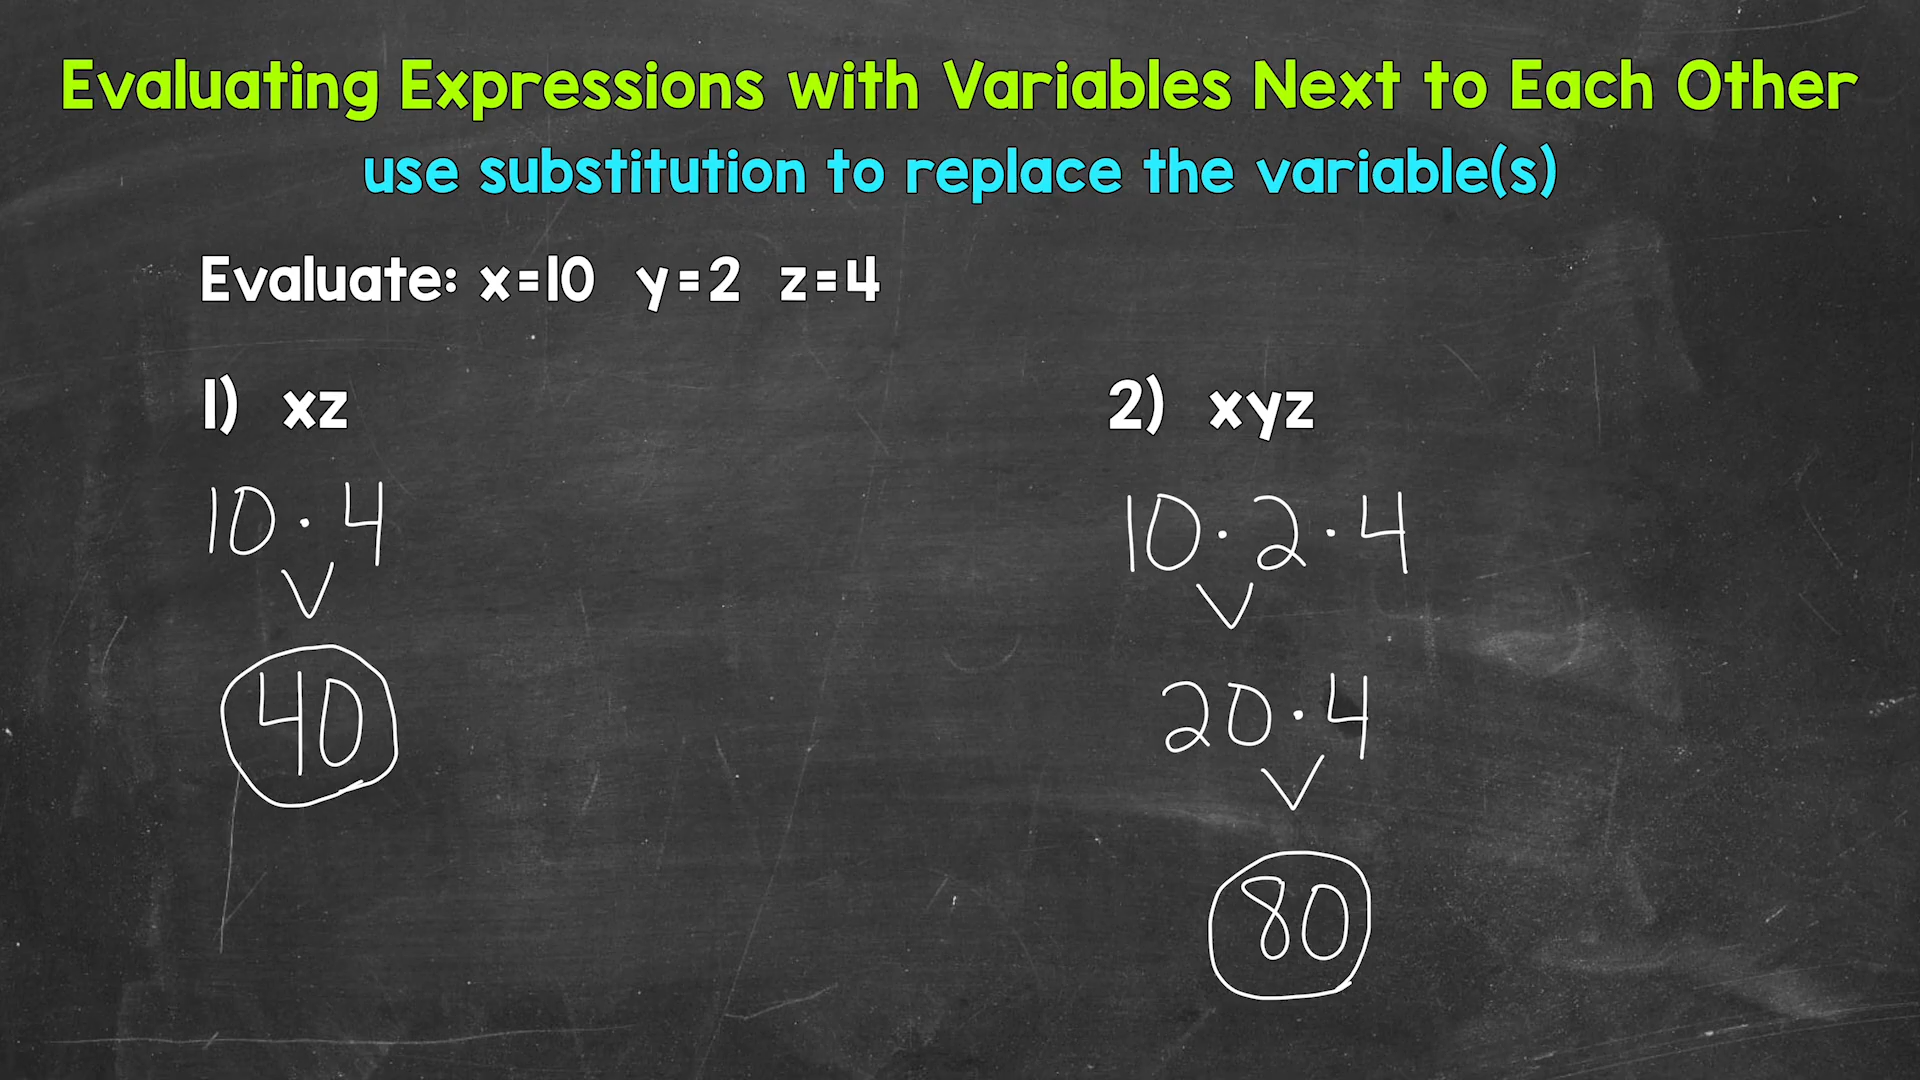 Evaluating Expressions with Variables Next to Each Other
use substitution to replace the variable(s)
Evaluate: x=10 y=2 z=4
1) xz
10 · 4
40
2) xyz
10 · 2 · 4
20 · 4
80